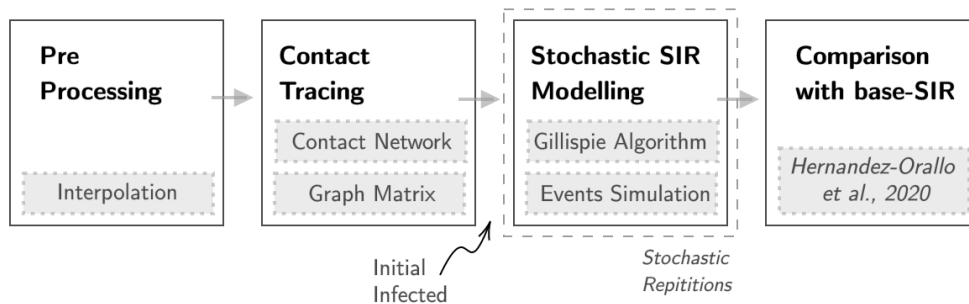 Pre
Processing
Interpolation
Contact
Tracing
Contact Network
Graph Matrix
Stochastic SIR
Modelling
Gillispie Algorithm
Events Simulation
Comparison
with base-SIR
Hernandez-Orallo
et al., 2020
Initial
Infected
Stochastic
Repititions